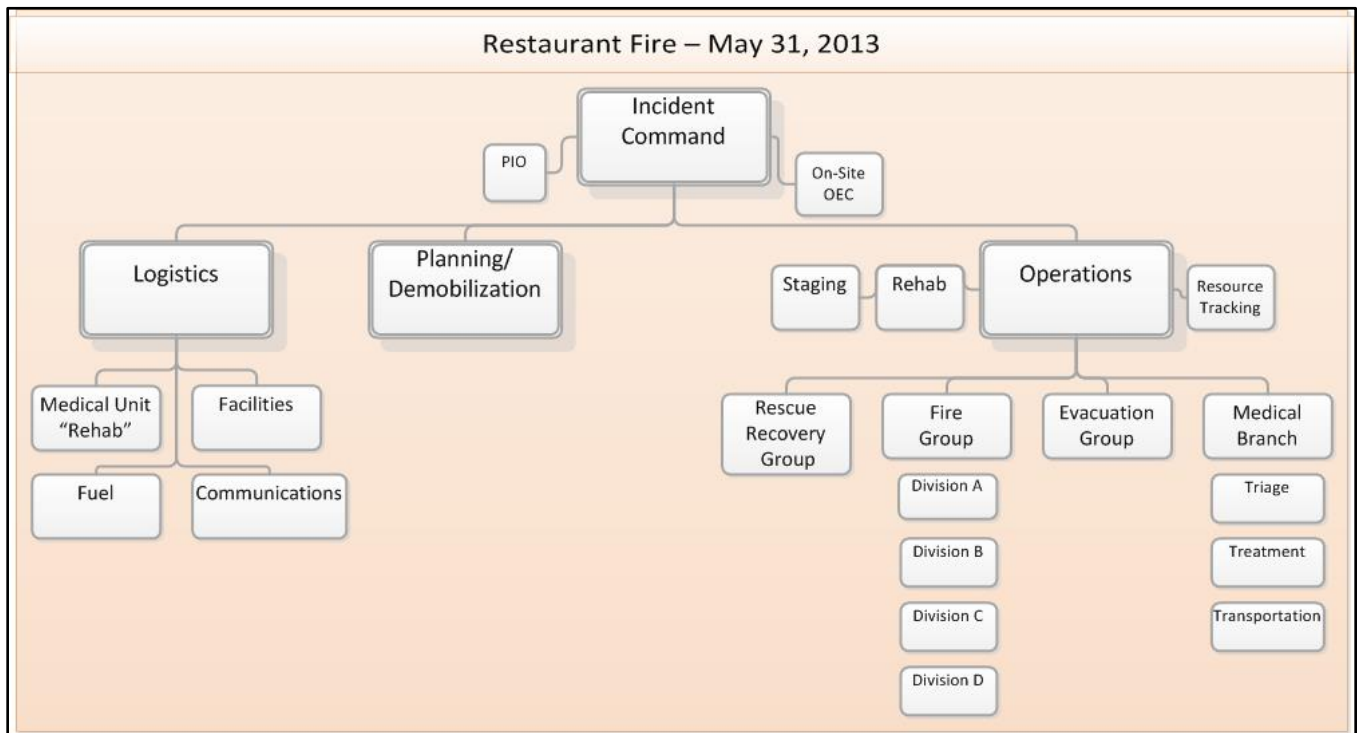 Restaurant Fire – May 31, 2013
Incident
Command
PIO
On-Site
OEC
Logistics
Planning/
Demobilization
Staging
Rehab
Operations
Resource
Tracking
Medical Unit
“Rehab”
Facilities
Fuel
Communications
Rescue
Recovery
Group
Fire
Group
Evacuation
Group
Medical
Branch
Division A
Division B
Division C
Division D
Triage
Treatment
Transportation